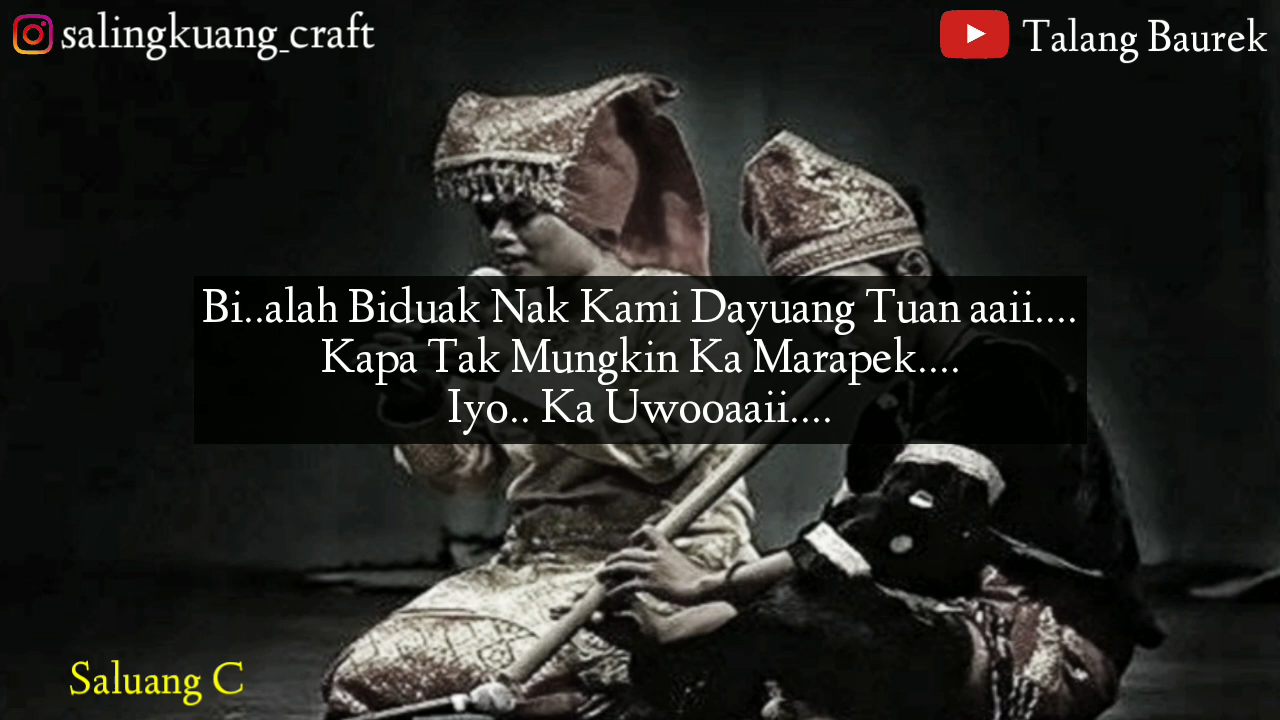 salingkuang_craft
Talang Baurek
Bi..alah Biduak Nak Kami Dayuang Tuan aaii....
Kapa Tak Mungkin Ka Marapek....
Iyo.. Ka Uwooaaii....
Saluang C